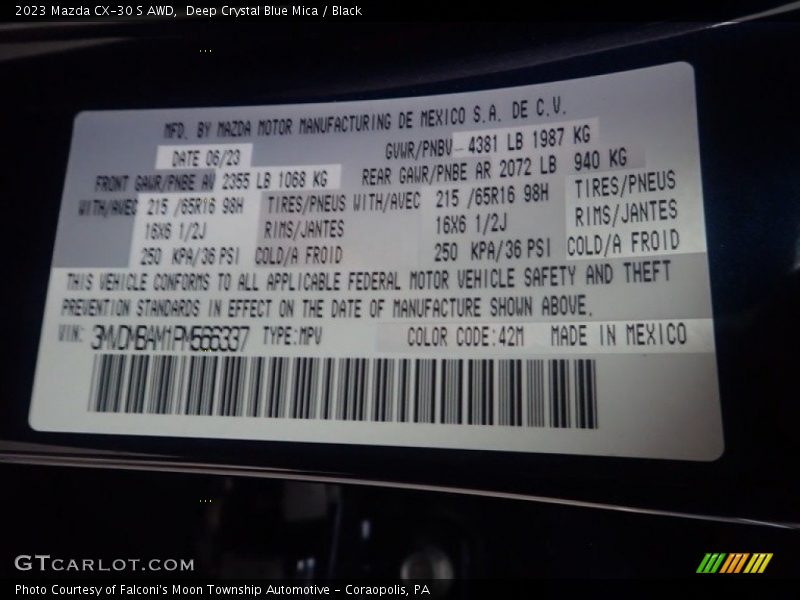 2023 Mazda CX-30 S AWD, Deep Crystal Blue Mica / Black
MFD. BY MAZDA MOTOR MANUFACTURING DE MEXICO S.A. DE C.V.
DATE 06/23 GVWR/PNBV- 4381 LB 1987 KG
FRONT GAWR/PNBE AV 2355 LB 1068 KG REAR GAWR/PNBE AR 2072 LB 940 KG
WITH/AVEC 215 /65R16 98H TIRES/PNEUS WITH/AVEC 215 /65R16 98H TIRES/PNEUS
16X6 1/2J RIMS/JANTES 16X6 1/2J RIMS/JANTES
250 KPA/36 PSI COLD/A FROID 250 KPA/36 PSI COLD/A FROID
THIS VEHICLE CONFORMS TO ALL APPLICABLE FEDERAL MOTOR VEHICLE SAFETY AND THEFT
PREVENTION STANDARDS IN EFFECT ON THE DATE OF MANUFACTURE SHOWN ABOVE.
VIN: 3MVDMBAM1PM566337 TYPE:MPV COLOR CODE:42M MADE IN MEXICO
GTCARLOT.COM
Photo Courtesy of Falconi's Moon Township Automotive - Coraopolis, PA